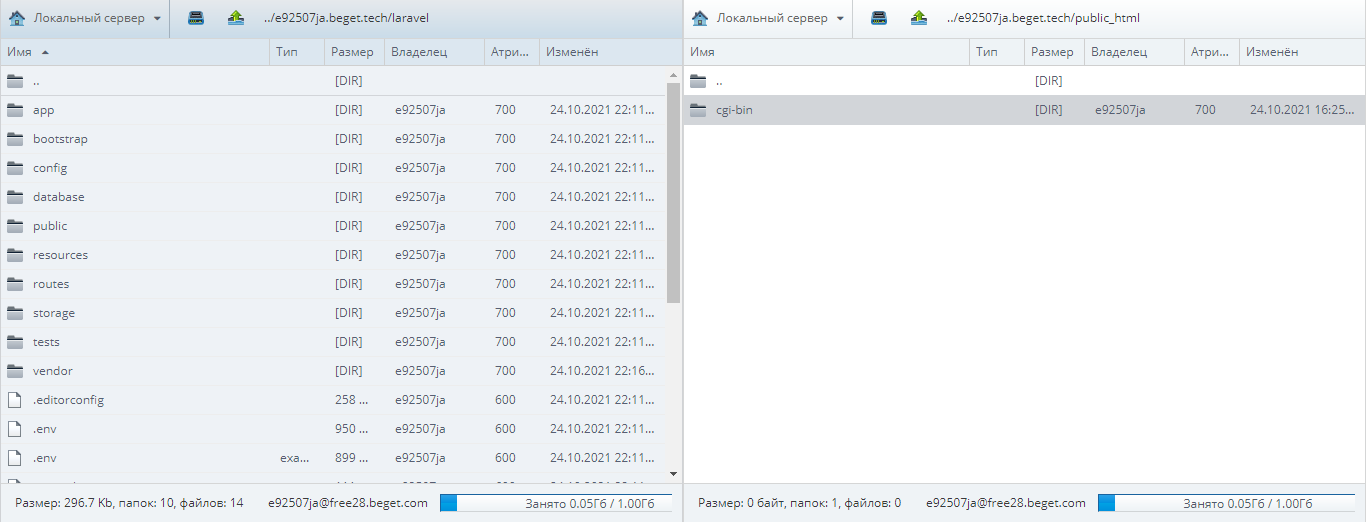 Локальный сервер ../e92507ja.beget.tech/laravel
Имя Тип Размер Владелец Атри... Изменён
.. [DIR]
app [DIR] e92507ja 700 24.10.2021 22:11...
bootstrap [DIR] e92507ja 700 24.10.2021 22:11...
config [DIR] e92507ja 700 24.10.2021 22:11...
database [DIR] e92507ja 700 24.10.2021 22:11...
public [DIR] e92507ja 700 24.10.2021 22:11...
resources [DIR] e92507ja 700 24.10.2021 22:11...
routes [DIR] e92507ja 700 24.10.2021 22:11...
storage [DIR] e92507ja 700 24.10.2021 22:11...
tests [DIR] e92507ja 700 24.10.2021 22:11...
vendor [DIR] e92507ja 700 24.10.2021 22:16...
.editorconfig 258 ... e92507ja 600 24.10.2021 22:11...
.env 950 ... e92507ja 600 24.10.2021 22:11...
.env exa... 899 ... e92507ja 600 24.10.2021 22:11...
Размер: 296.7 Kb, папок: 10, файлов: 14 e92507ja@free28.beget.com Занято 0.05Гб / 1.00Гб
Локальный сервер ../e92507ja.beget.tech/public_html
Имя Тип Размер Владелец Атри... Изменён
.. [DIR]
cgi-bin [DIR] e92507ja 700 24.10.2021 16:25...
Размер: 0 байт, папок: 1, файлов: 0 e92507ja@free28.beget.com Занято 0.05Гб / 1.00Гб